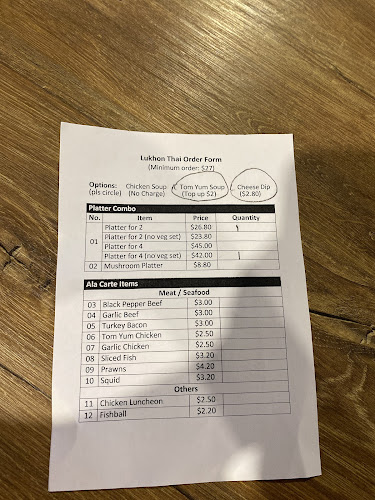 Lukhon Thai Order Form
(Minimum order: $27)
Options: Chicken Soup Tom Yum Soup Cheese Dip
(pls circle) (No Charge) (Top up $2) ($2.80)
Platter Combo
No. Item Price Quantity
01 Platter for 2 $26.80 1
Platter for 2 (no veg set) $23.80
Platter for 4 $45.00
Platter for 4 (no veg set) $42.00 1
02 Mushroom Platter $8.80
Ala Carte Items
Meat / Seafood
03 Black Pepper Beef $3.00
04 Garlic Beef $3.00
05 Turkey Bacon $3.00
06 Tom Yum Chicken $2.50
07 Garlic Chicken $2.50
08 Sliced Fish $3.20
09 Prawns $4.20
10 Squid $3.20
Others
11 Chicken Luncheon $2.50
12 Fishball $2.20